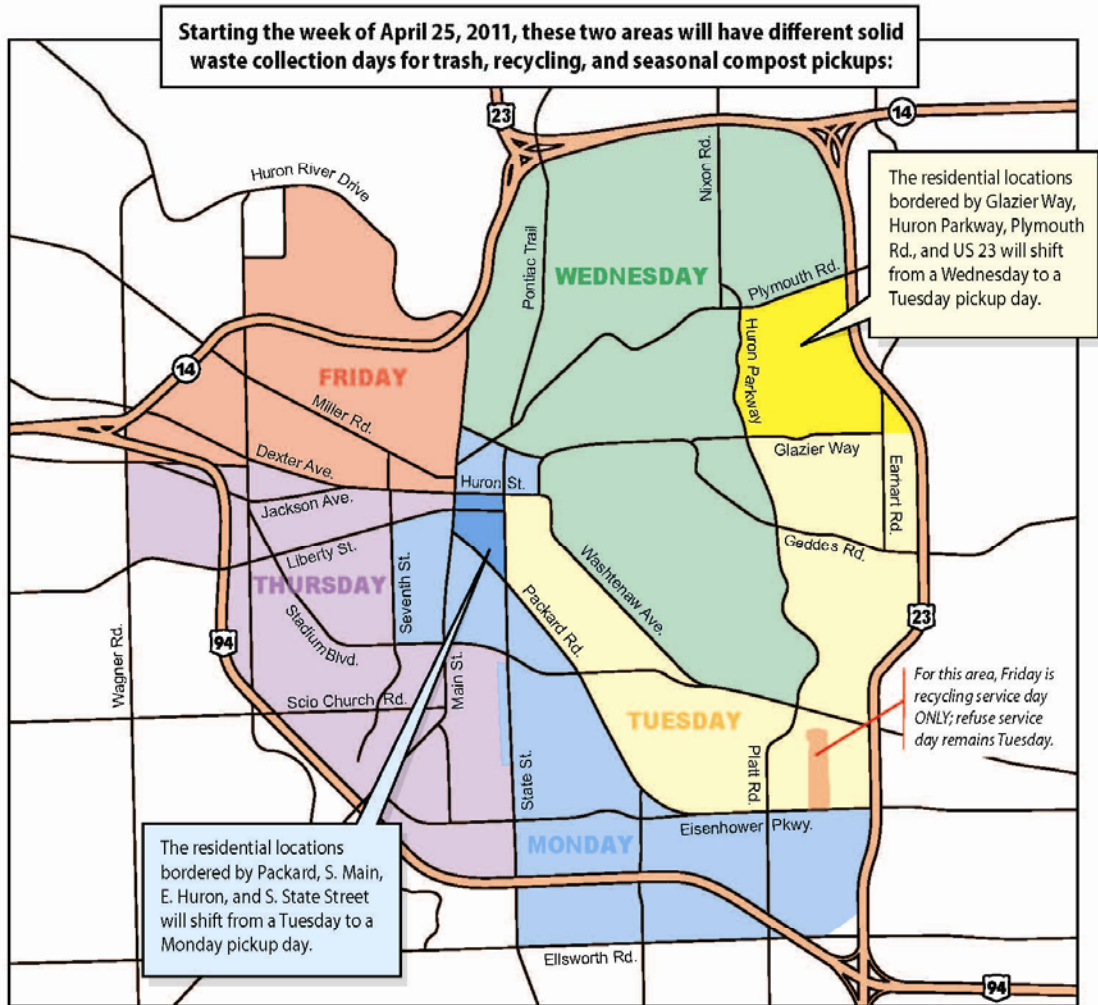 Starting the week of April 25, 2011, these two areas will have different solid
waste collection days for trash, recycling, and seasonal compost pickups:
23
14
Huron River Drive
Pontiac Trail
Nixon Rd.
The residential locations
bordered by Glazier Way,
Huron Parkway, Plymouth
Rd., and US 23 will shift
from a Wednesday to a
Tuesday pickup day.
WEDNESDAY
Plymouth Rd.
Huron Parkway
14
FRIDAY
Miller Rd.
Dexter Ave.
Glazier Way
Earhart Rd.
Huron St.
Jackson Ave.
Liberty St.
Geddes Rd.
THURSDAY
Seventh St.
Packard Rd.
Washtenaw Ave.
Stadium Blvd.
23
94
Wagner Rd.
Main St.
Scio Church Rd.
TUESDAY
For this area, Friday is
recycling service day
ONLY; refuse service
day remains Tuesday.
State St.
Platt Rd.
Eisenhower Pkwy.
MONDAY
The residential locations
bordered by Packard, S. Main,
E. Huron, and S. State Street
will shift from a Tuesday to a
Monday pickup day.
Ellsworth Rd.
94